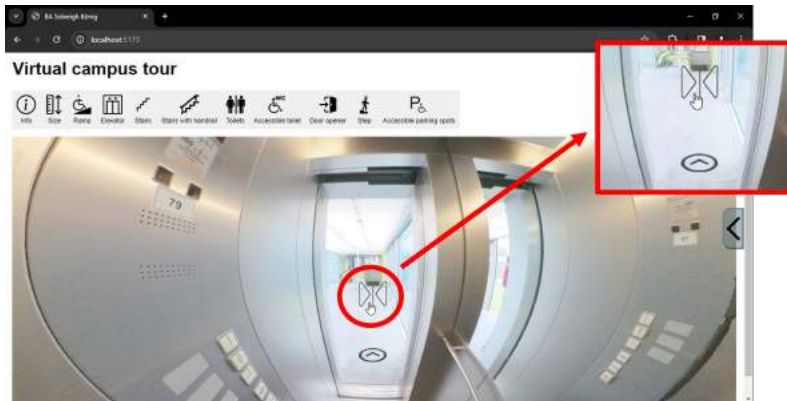 BA Solveigh König
localhost:5173
Virtual campus tour
Info Size Ramp Elevator Stairs Stairs with handrail Toilets Accessible toilet Door opener Step Accessible parking spots
WC
P
79